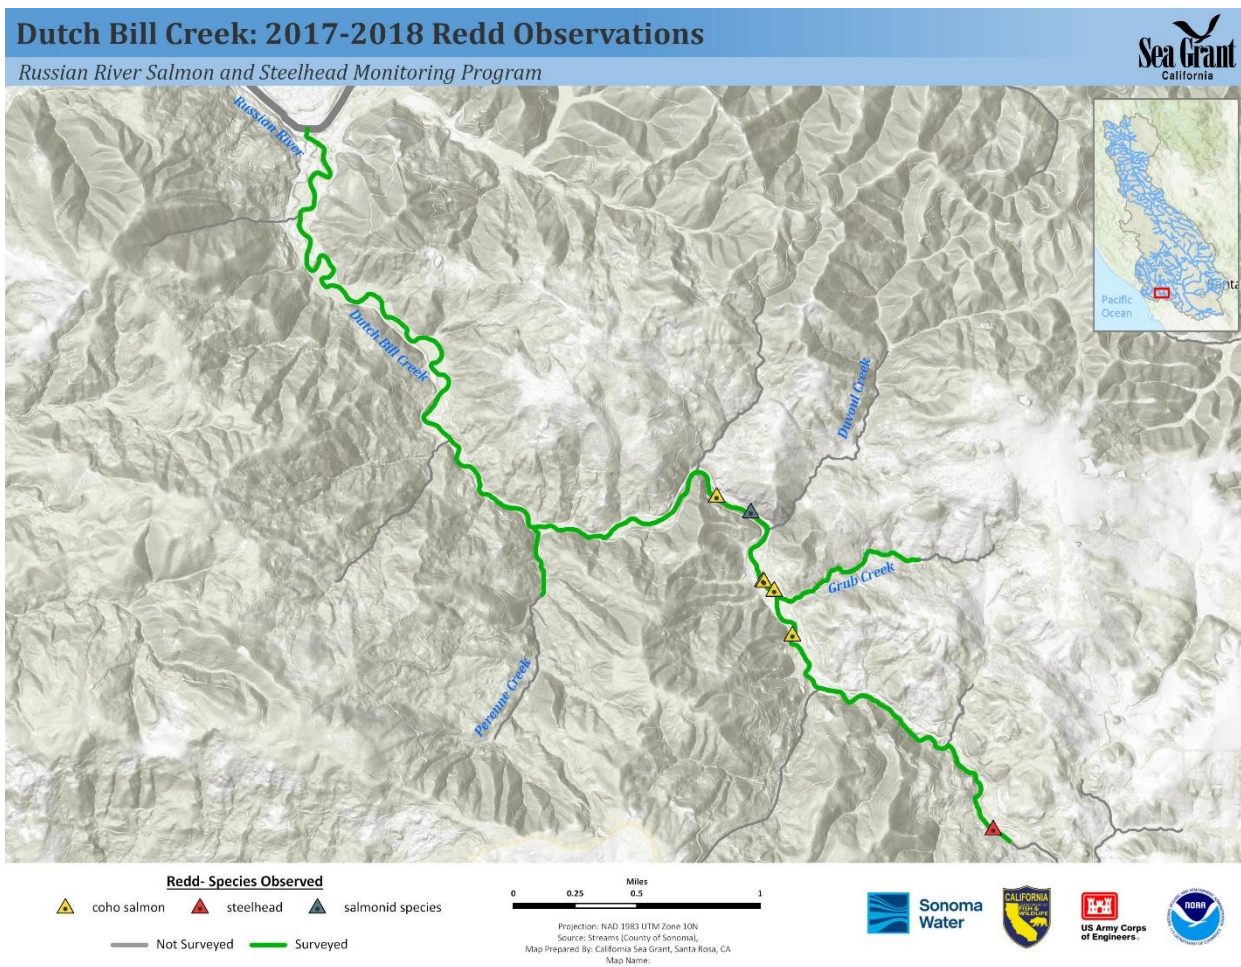 Dutch Bill Creek: 2017-2018 Redd Observations
Russian River Salmon and Steelhead Monitoring Program
Sea Grant
California
Russian River
Dutch Bill Creek
Duvoul Creek
Grub Creek
Perenne Creek
Pacific
Ocean
Santa
Redd- Species Observed
coho salmon
steelhead
salmonid species
Not Surveyed
Surveyed
Miles
0 0.25 0.5 1
Projection: NAD 1983 UTM Zone 10N
Source: Streams (County of Sonoma),
Map Prepared By: California Sea Grant, Santa Rosa, CA
Map Name:
Sonoma
Water
CALIFORNIA
FISH &
WILDLIFE
US Army Corps
of Engineers
NOAA